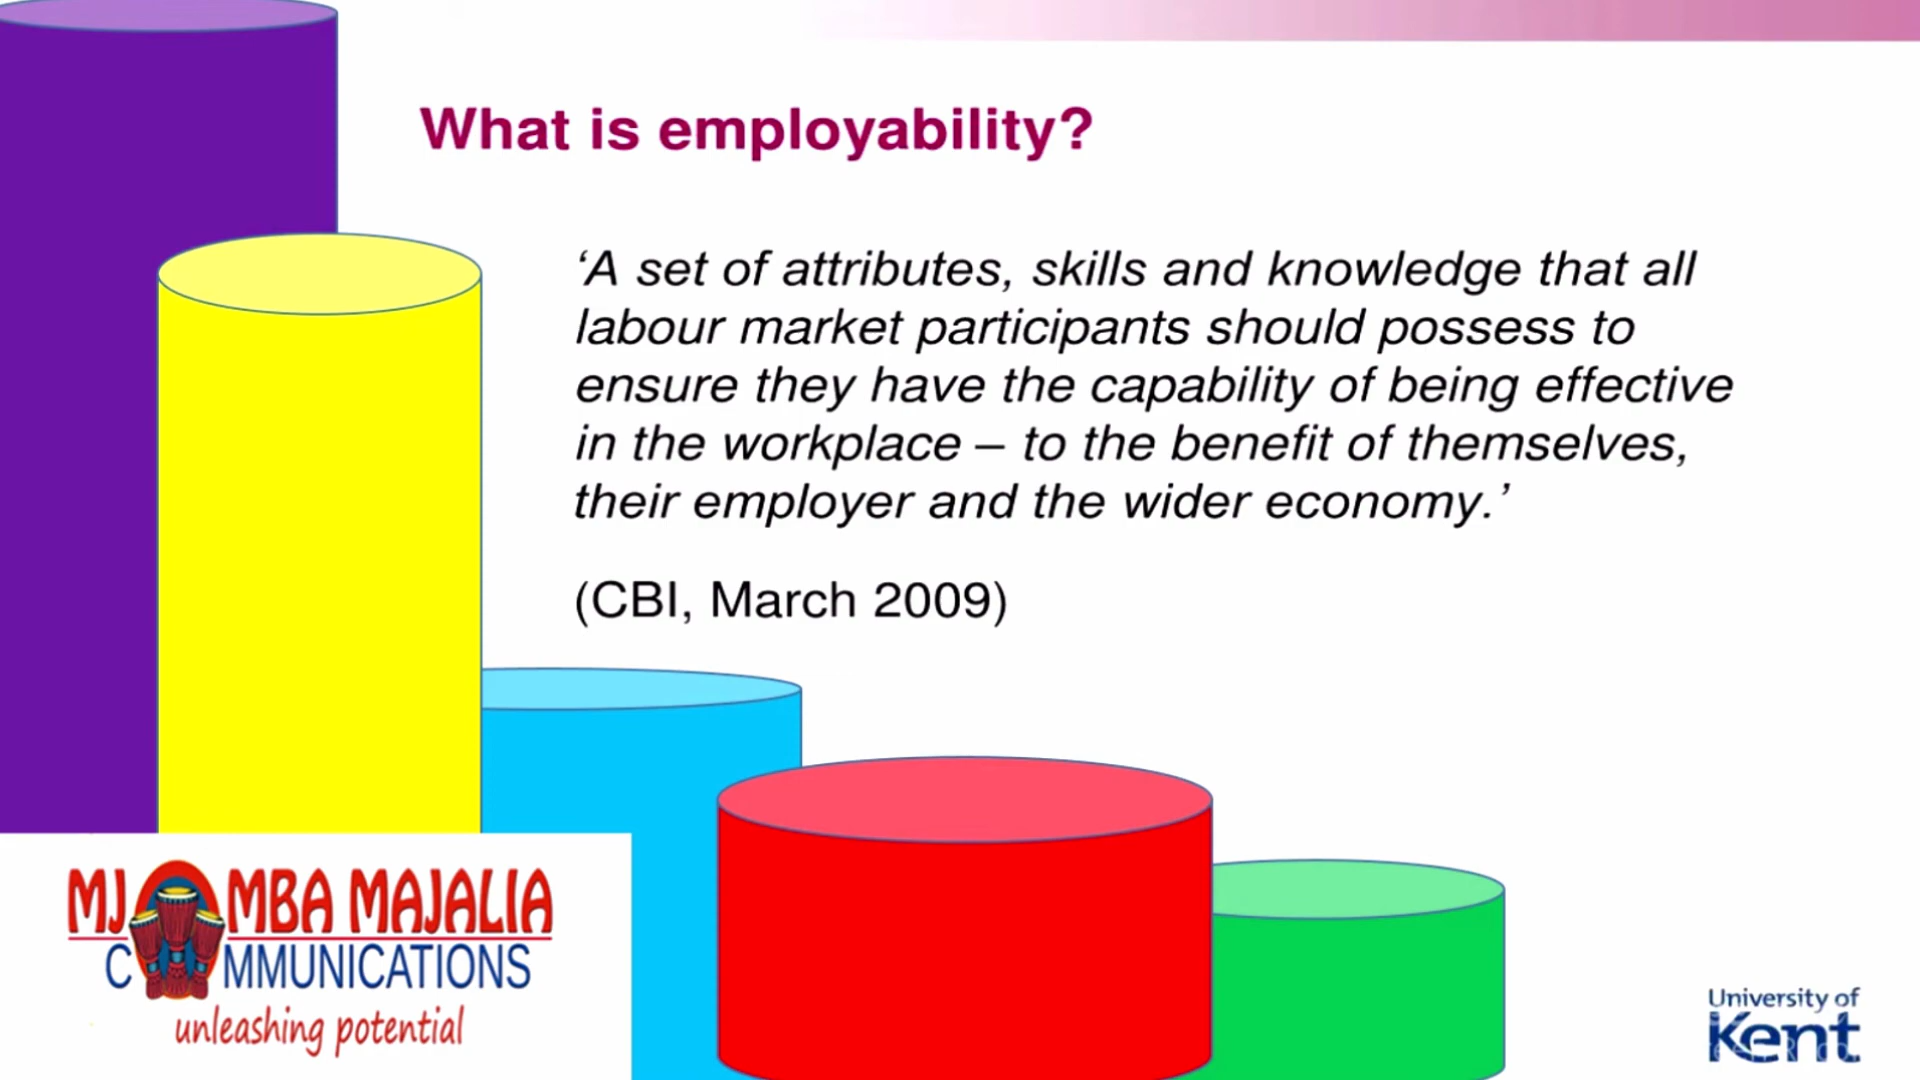 What is employability?
‘A set of attributes, skills and knowledge that all
labour market participants should possess to
ensure they have the capability of being effective
in the workplace – to the benefit of themselves,
their employer and the wider economy.’
(CBI, March 2009)
MJOMBA MAJALIA
COMMUNICATIONS
unleashing potential
University of
Kent